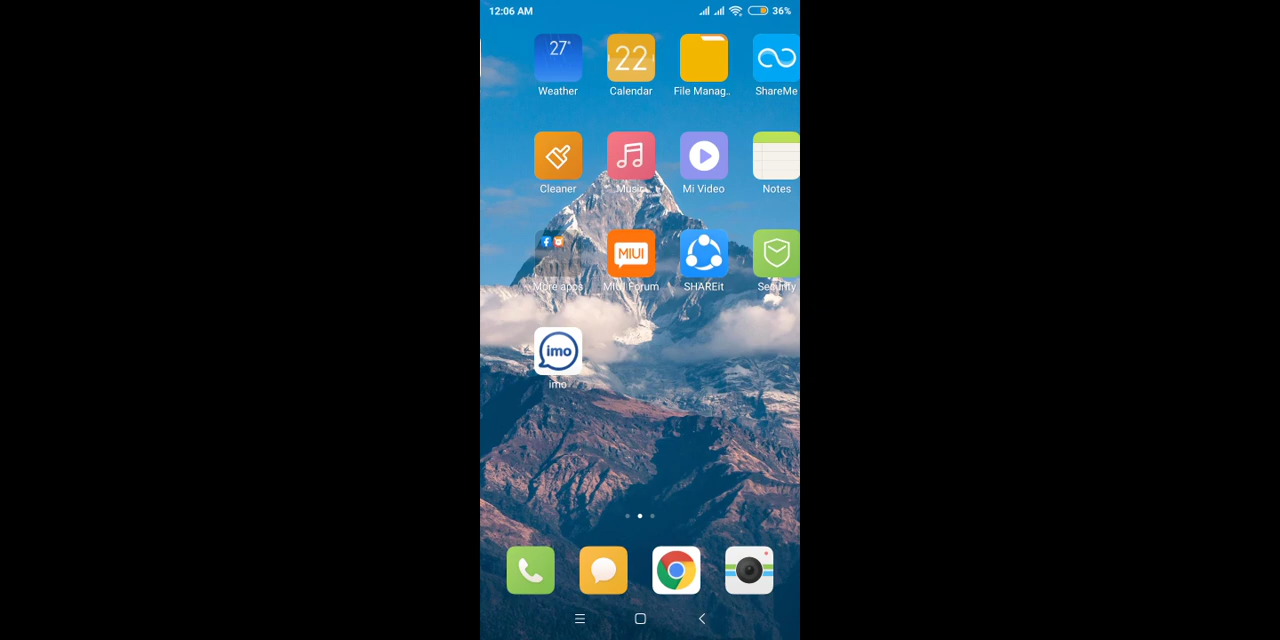 12:06 AM 36%
27°
22
Weather Calendar File Manag.. ShareMe
Cleaner Music Mi Video Notes
MIUI
More apps MIUI Forum SHAREit Security
imo
imo